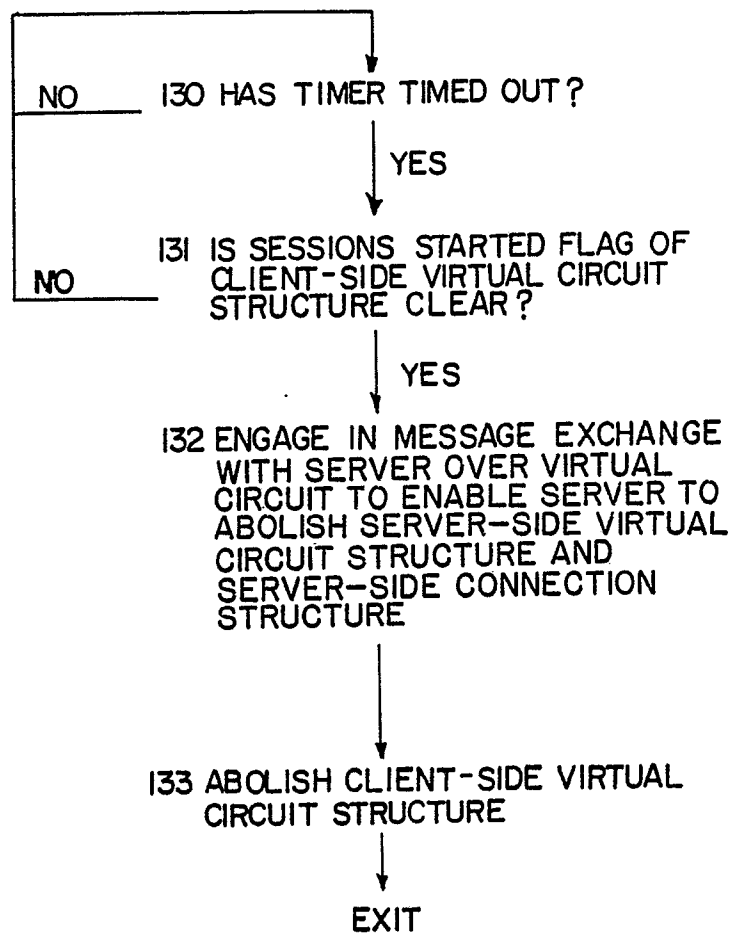 NO
130 HAS TIMER TIMED OUT?
YES
131 IS SESSIONS STARTED FLAG OF
CLIENT-SIDE VIRTUAL CIRCUIT
STRUCTURE CLEAR?
NO
YES
132 ENGAGE IN MESSAGE EXCHANGE
WITH SERVER OVER VIRTUAL
CIRCUIT TO ENABLE SERVER TO
ABOLISH SERVER-SIDE VIRTUAL
CIRCUIT STRUCTURE AND
SERVER-SIDE CONNECTION
STRUCTURE
133 ABOLISH CLIENT-SIDE VIRTUAL
CIRCUIT STRUCTURE
EXIT